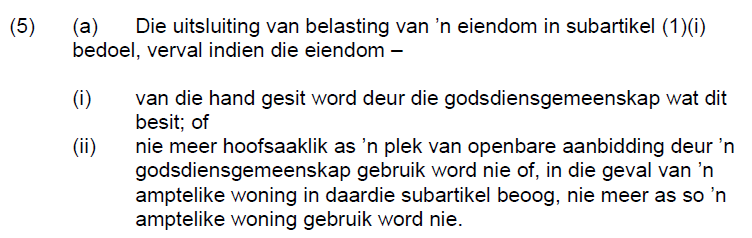 (5) (a) Die uitsluiting van belasting van ’n eiendom in subartikel (1)(i)
bedoel, verval indien die eiendom –
(i) van die hand gesit word deur die godsdiensgemeenskap wat dit
besit; of
(ii) nie meer hoofsaaklik as ’n plek van openbare aanbidding deur ’n
godsdiensgemeenskap gebruik word nie of, in die geval van ’n
amptelike woning in daardie subartikel beoog, nie meer as so ’n
amptelike woning gebruik word nie.